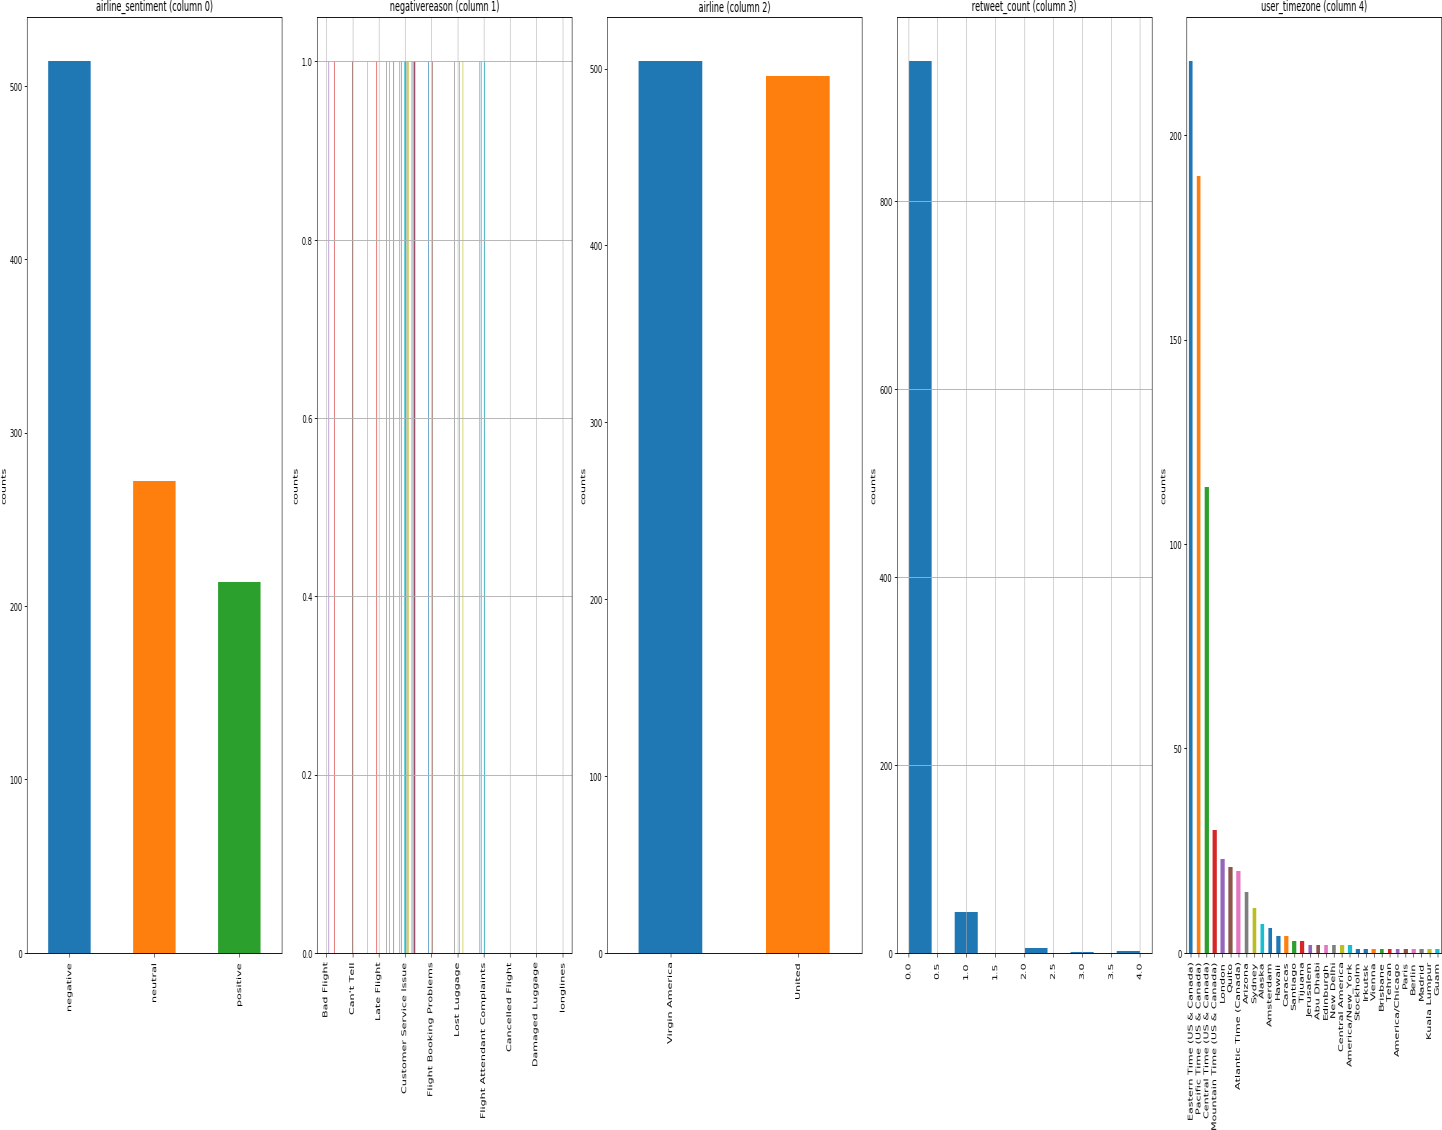 airline_sentiment (column 0)
counts
500
400
300
200
100
0
negative
neutral
positive
negativereason (column 1)
counts
1.0
0.8
0.6
0.4
0.2
0.0
Bad Flight
Can't Tell
Late Flight
Customer Service Issue
Flight Booking Problems
Lost Luggage
Flight Attendant Complaints
Cancelled Flight
Damaged Luggage
longlines
airline (column 2)
counts
500
400
300
200
100
0
Virgin America
United
retweet_count (column 3)
counts
800
600
400
200
0
0.0
0.5
1.0
1.5
2.0
2.5
3.0
3.5
4.0
user_timezone (column 4)
counts
200
150
100
50
0
Eastern Time (US & Canada)
Pacific Time (US & Canada)
Central Time (US & Canada)
Mountain Time (US & Canada)
London
Quito
Atlantic Time (Canada)
Arizona
Sydney
Alaska
Amsterdam
Hawaii
Caracas
Santiago
Tijuana
Jerusalem
Abu Dhabi
Edinburgh
New Delhi
Central America
America/New_York
Stockholm
Irkutsk
Vienna
Brisbane
Tehran
America/Chicago
Paris
Berlin
Madrid
Kuala Lumpur
Guam